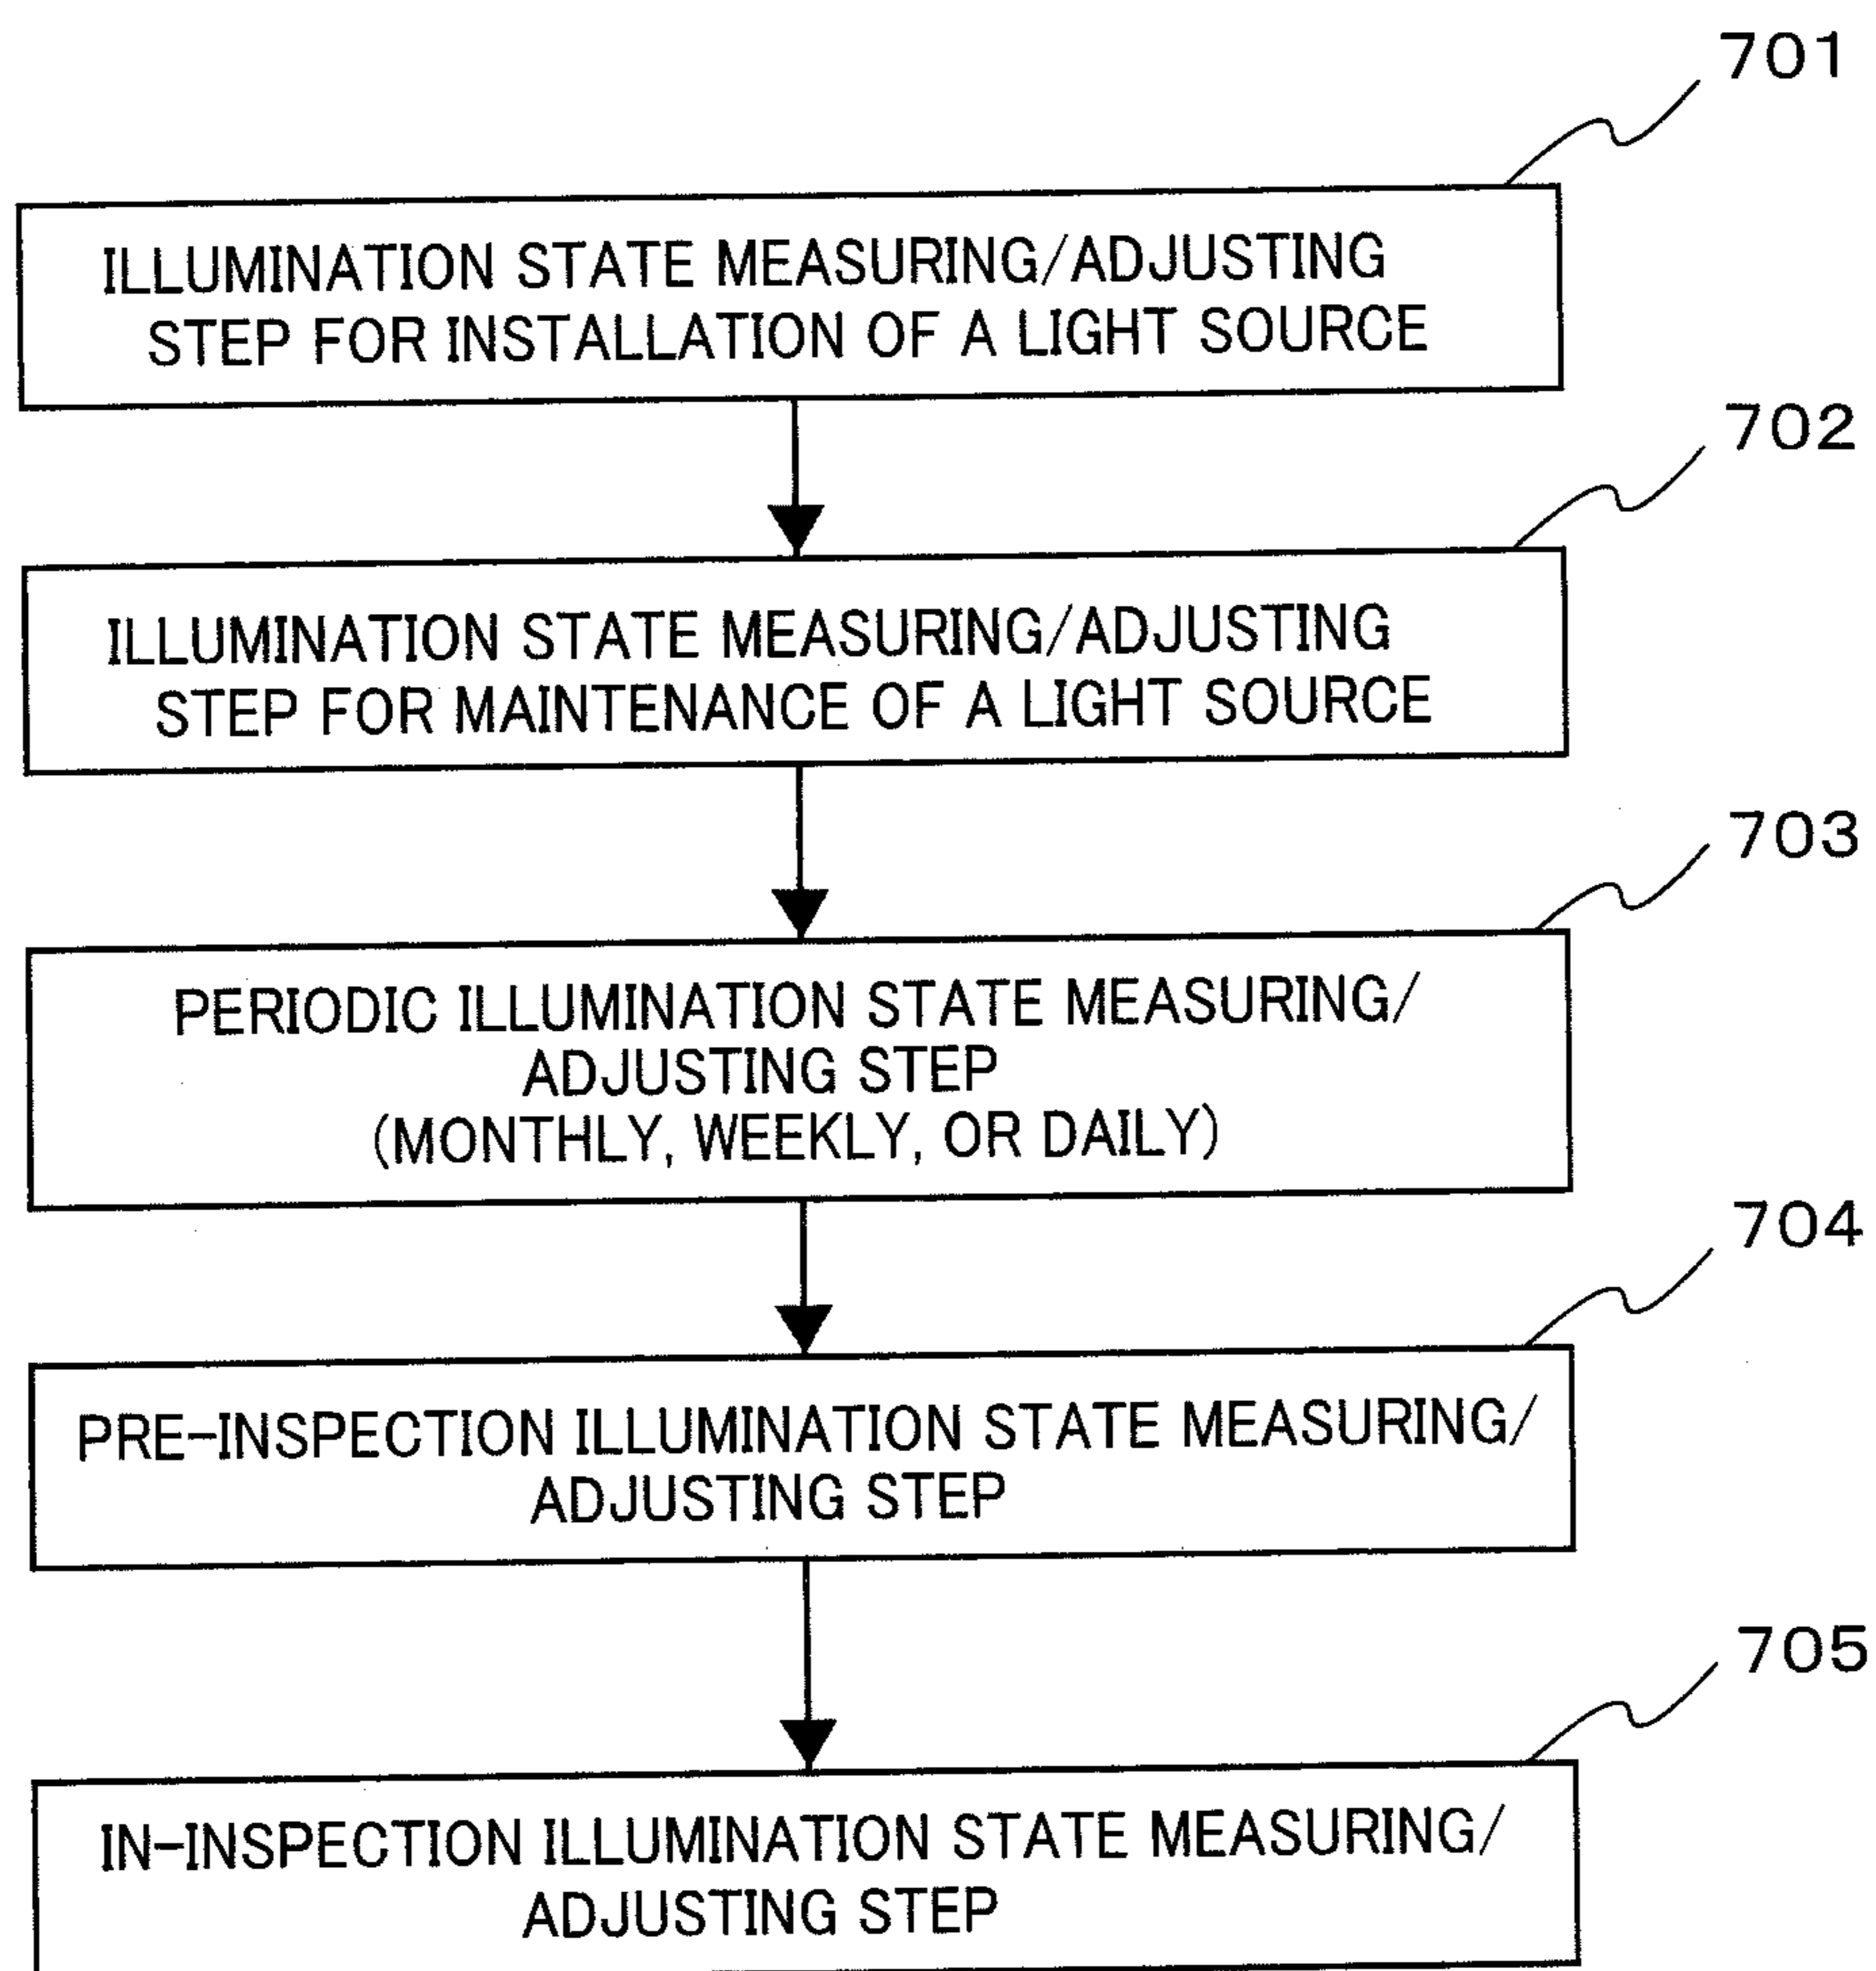 701
ILLUMINATION STATE MEASURING/ADJUSTING
STEP FOR INSTALLATION OF A LIGHT SOURCE
702
ILLUMINATION STATE MEASURING/ADJUSTING
STEP FOR MAINTENANCE OF A LIGHT SOURCE
703
PERIODIC ILLUMINATION STATE MEASURING/
ADJUSTING STEP
(MONTHLY, WEEKLY, OR DAILY)
704
PRE-INSPECTION ILLUMINATION STATE MEASURING/
ADJUSTING STEP
705
IN-INSPECTION ILLUMINATION STATE MEASURING/
ADJUSTING STEP